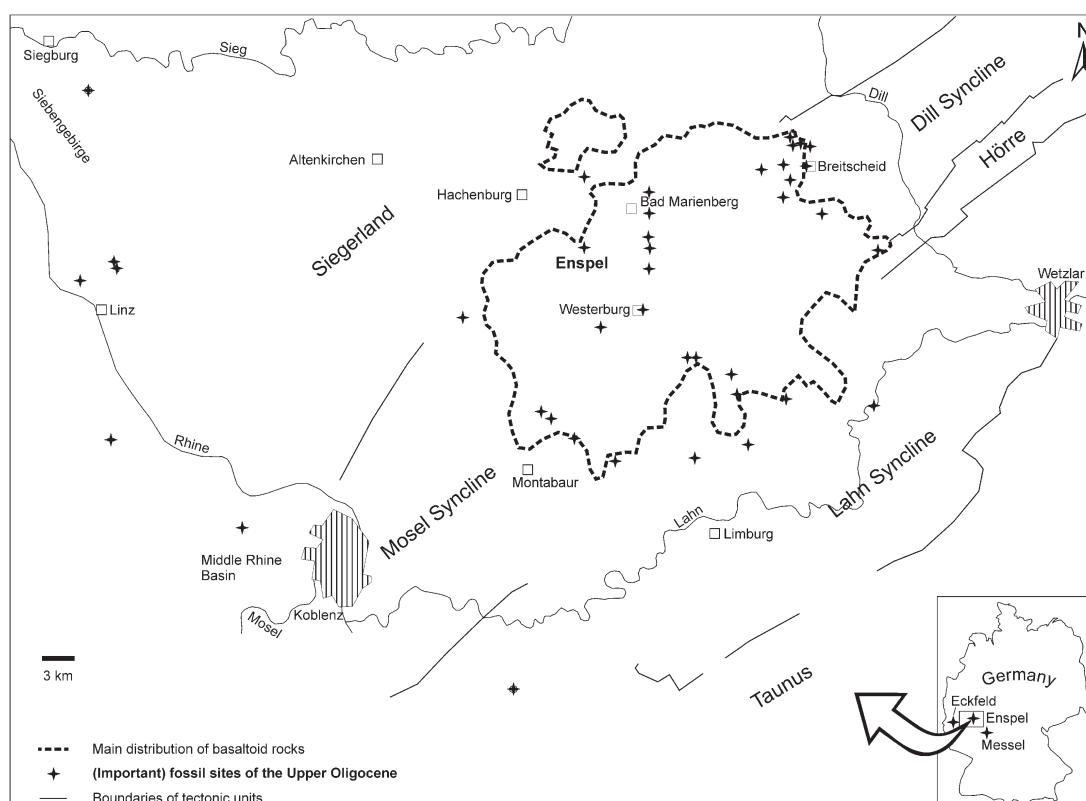 N
Siegburg
Sieg
Siebengebirge
Dill
Dill Syncline
Hörre
Altenkirchen
Breitscheid
Hachenburg
Bad Marienberg
Siegerland
Enspel
Wetzlar
Linz
Westerburg
Rhine
Mosel Syncline
Montabaur
Lahn Syncline
Lahn
Limburg
Middle Rhine
Basin
Koblenz
Mosel
3 km
Taunus
Germany
Eckfeld
Enspel
Messel
Main distribution of basaltoid rocks
(Important) fossil sites of the Upper Oligocene
Boundaries of tectonic units